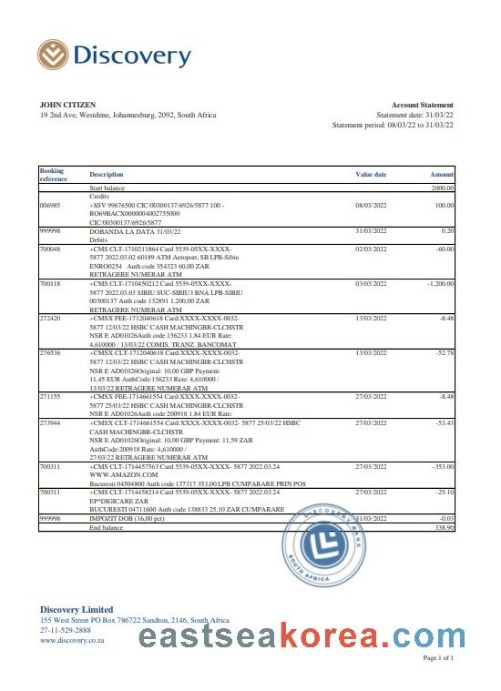 Discovery
JOHN CITIZEN
19 2nd Ave, Westdene, Johannesburg, 2092, South Africa
Account Statement
Statement date: 31/03/22
Statement period: 08/03/22 to 31/03/22
Booking reference Description Value date Amount
Start balance 2000.00
Credits
006985 +SSV 99676500 CIC/00300137/6926/5877 100 - 08/03/2022 100.00
RO69BACX0000004002755000
CIC/00300137/6926/5877
999998 DOBANDA LA DATA 31/03/22 31/03/2022 0.20
Debits
700048 +CMS CLT-1710211864 Card 5539-05XX-XXXX- 02/03/2022 -60.00
5877 2022.03.02 60189 ATM Aeroport, SB LPB-Sibiu
ENRO0254 Auth code 354323 60,00 ZAR
RETRAGERE NUMERAR ATM
700118 +CMS CLT-1710450212 Card 5539-05XX-XXXX- 03/03/2022 -1,200.00
5877 2022.03.03 SIBIU SUC-SIBIU3 BNA LPB-SIBIU
00300137 Auth code 132891 1.200,00 ZAR
RETRAGERE NUMERAR ATM
272420 +CMSX FEE-1712040618 Card:XXXX-XXXX-0032- 13/03/2022 -8.48
5877 12/03/22 HSBC CASH MACHINGBR-CLCHSTR
NSR E AD01026Auth code 156233 1.84 EUR Rate:
4,610000 / 13/03/22 COMIS. TRANZ. BANCOMAT
276536 +CMSX CLT-1712040618 Card:XXXX-XXXX-0032- 13/03/2022 -52.78
5877 12/03/22 HSBC CASH MACHINGBR-CLCHSTR
NSR E AD01026Original: 10,00 GBP Payment:
11,45 EUR AuthCode:156233 Rate: 4,610000 /
13/03/22 RETRAGERE NUMERAR ATM
271155 +CMSX FEE-1714661554 Card:XXXX-XXXX-0032- 27/03/2022 -8.48
5877 25/03/22 HSBC CASH MACHINGBR-CLCHSTR
NSR E AD01026Auth code 200918 1.84 EUR Rate:
273944 +CMSX CLT-1714661554 Card:XXXX-XXXX-0032- 5877 25/03/22 HSBC 27/03/2022 -53.43
CASH MACHINGBR-CLCHSTR
NSR E AD01026Original: 10,00 GBP Payment: 11,59 ZAR
AuthCode:200918 Rate: 4,610000 /
27/03/22 RETRAGERE NUMERAR ATM
700311 +CMS CLT-1714457563 Card 5539-05XX-XXXX- 5877 2022.03.24 27/03/2022 -353.00
WWW.AMAZON.COM
Bucuresti 04504800 Auth code 137317 353,00 LPB CUMPARARE PRIN POS
700311 +CMS CLT-1714458214 Card 5539-05XX-XXXX- 5877 2022.03.24 27/03/2022 -25.10
EP*DIGICARE ZAR
BUCURESTI 04711600 Auth code 138833 25,10 ZAR CUMPARARE
999998 IMPOZIT DOB (16,00 pct) 31/03/2022 -0.03
End balance 338.90
DISCOVERY BANK
SOUTH AFRICA
Discovery Limited
155 West Street PO Box 786722 Sandton, 2146, South Africa
27-11-529-2888
www.discovery.co.za
eastseakorea.com
Page 1 of 1